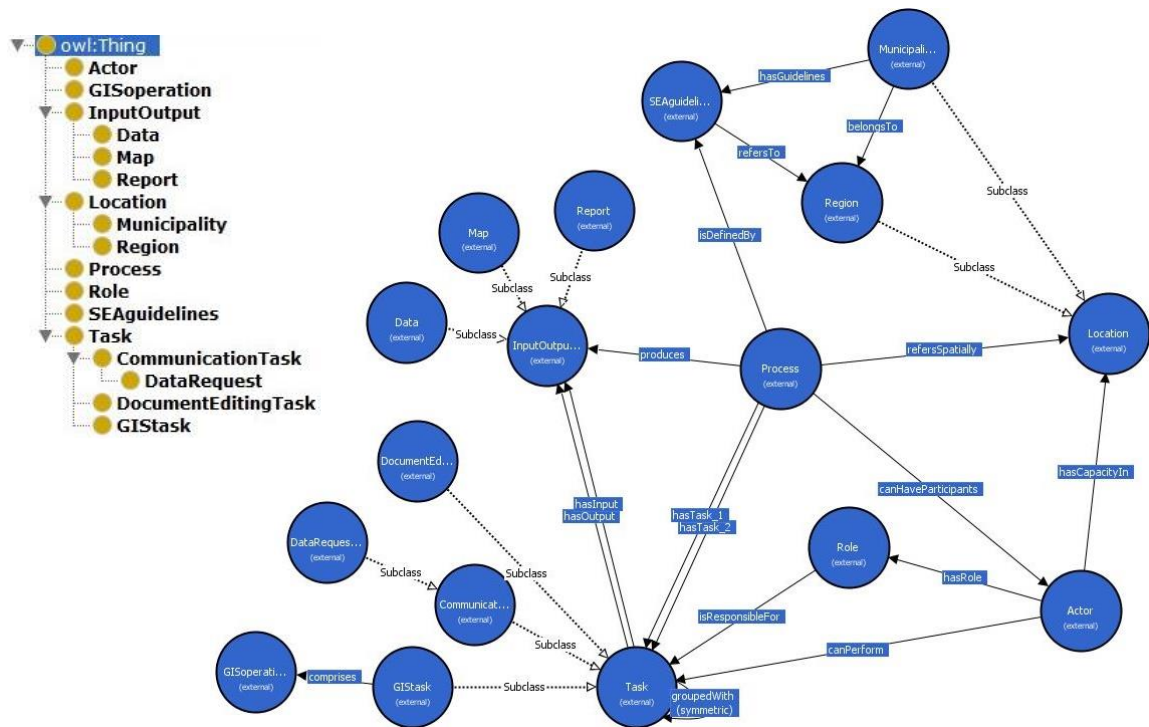 owl:Thing
Actor
GISoperation
InputOutput
Data
Map
Report
Location
Municipality
Region
Process
Role
SEAguidelines
Task
CommunicationTask
DataRequest
DocumentEditingTask
GIStask
Municipali...
(external)
hasGuidelines
SEAguideli...
(external)
belongsTo
refersTo
Subclass
Region
(external)
Report
(external)
Map
(external)
isDefinedBy
Subclass
Subclass
Subclass
Data
(external)
Subclass
InputOutpu...
(external)
produces
Process
(external)
refersSpatially
Location
(external)
DocumentEd...
(external)
hasCapacityIn
canHaveParticipants
hasInput
hasOutput
hasTask_1
hasTask_2
DataReques...
(external)
Role
(external)
Subclass
Subclass
hasRole
Communicat...
(external)
Actor
(external)
isResponsibleFor
Subclass
canPerform
GISoperati...
(external)
comprises
GIStask
(external)
Subclass
Task
(external)
groupedWith
(symmetric)